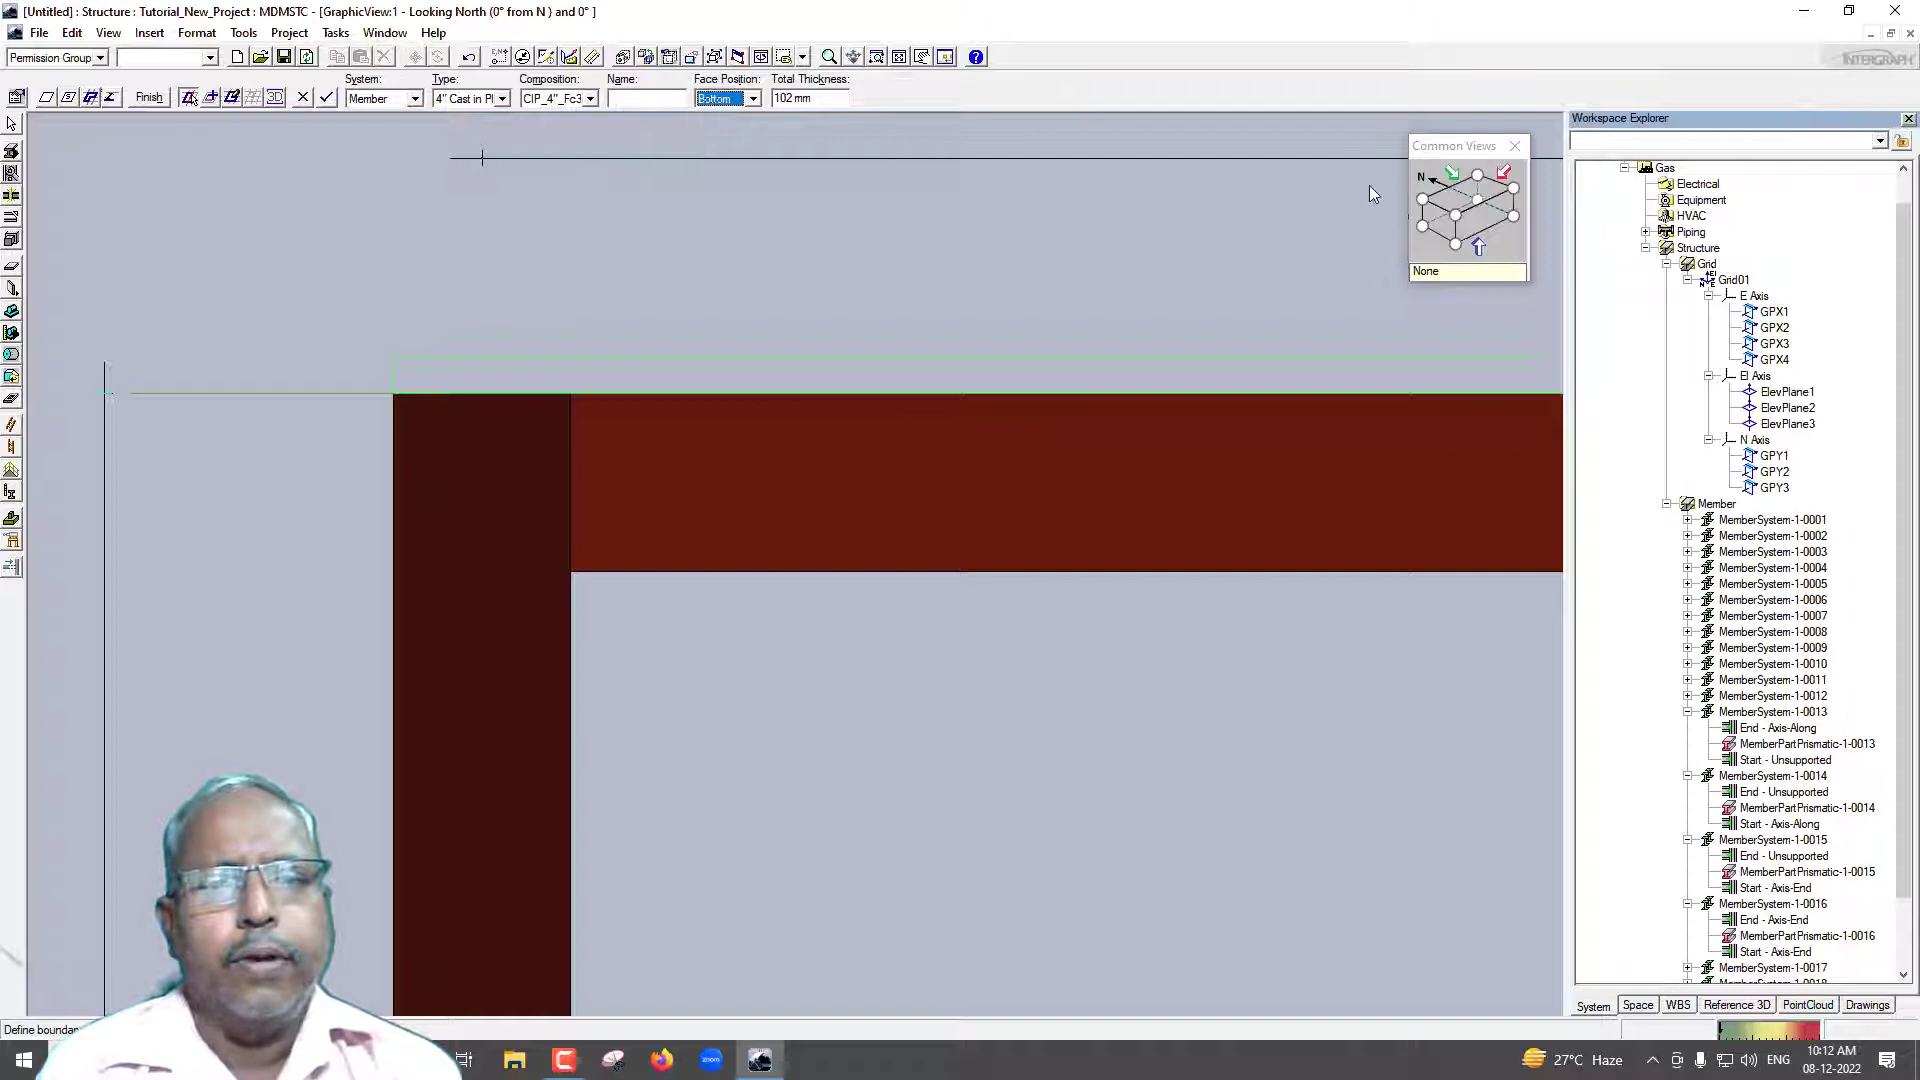 [Untitled] : Structure : Tutorial_New_Project : MDMSTC - [GraphicView:1 - Looking North (0° from N ) and 0° ]
File Edit View Insert Format Tools Project Tasks Window Help
Permission Group
INTERGRAPH
System: Type: Composition: Name: Face Position: Total Thickness:
Finish Member 4" Cast in Pl CIP_4"_Fc3 Bottom 102 mm
Workspace Explorer
Common Views
N
None
Gas
Electrical
Equipment
HVAC
Piping
Structure
Grid
Grid01
E Axis
GPX1
GPX2
GPX3
GPX4
El Axis
ElevPlane1
ElevPlane2
ElevPlane3
N Axis
GPY1
GPY2
GPY3
Member
MemberSystem-1-0001
MemberSystem-1-0002
MemberSystem-1-0003
MemberSystem-1-0004
MemberSystem-1-0005
MemberSystem-1-0006
MemberSystem-1-0007
MemberSystem-1-0008
MemberSystem-1-0009
MemberSystem-1-0010
MemberSystem-1-0011
MemberSystem-1-0012
MemberSystem-1-0013
End - Axis-Along
MemberPartPrismatic-1-0013
Start - Unsupported
MemberSystem-1-0014
End - Unsupported
MemberPartPrismatic-1-0014
Start - Axis-Along
MemberSystem-1-0015
End - Unsupported
MemberPartPrismatic-1-0015
Start - Axis-End
MemberSystem-1-0016
End - Axis-End
MemberPartPrismatic-1-0016
Start - Axis-End
MemberSystem-1-0017
System Space WBS Reference 3D PointCloud Drawings
Define boundar
zoom
27°C Haze
ENG
10:12 AM
08-12-2022